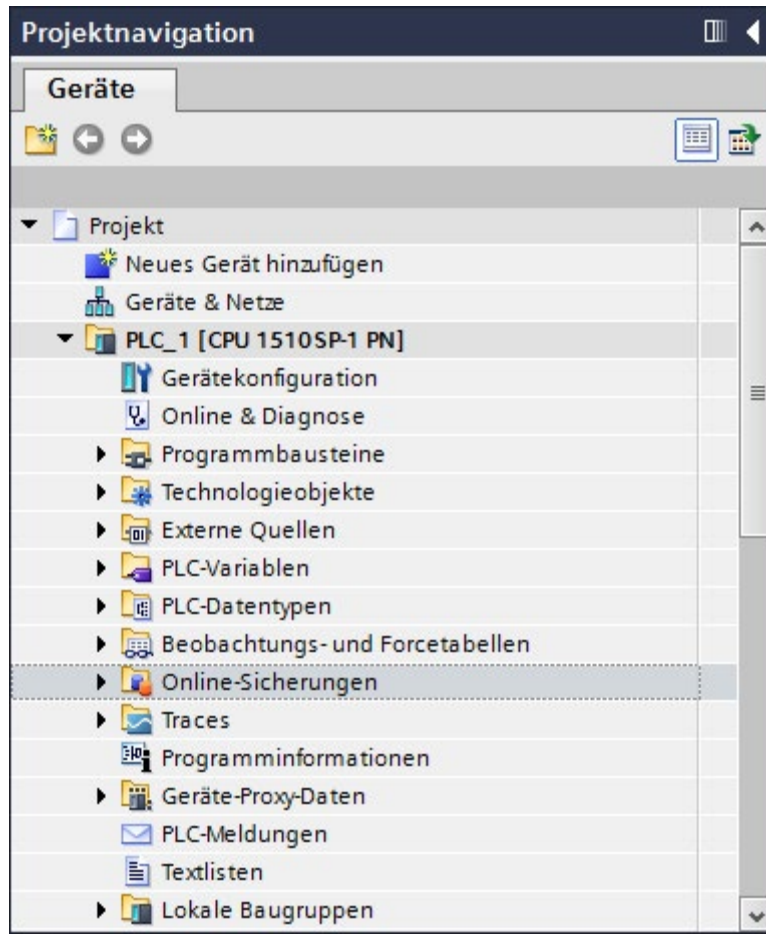 Projektnavigation
Geräte
Projekt
Neues Gerät hinzufügen
Geräte & Netze
PLC_1 [CPU 1510SP-1 PN]
Gerätekonfiguration
Online & Diagnose
Programmbausteine
Technologieobjekte
Externe Quellen
PLC-Variablen
PLC-Datentypen
Beobachtungs- und Forcetabellen
Online-Sicherungen
Traces
Programminformationen
Geräte-Proxy-Daten
PLC-Meldungen
Textlisten
Lokale Baugruppen